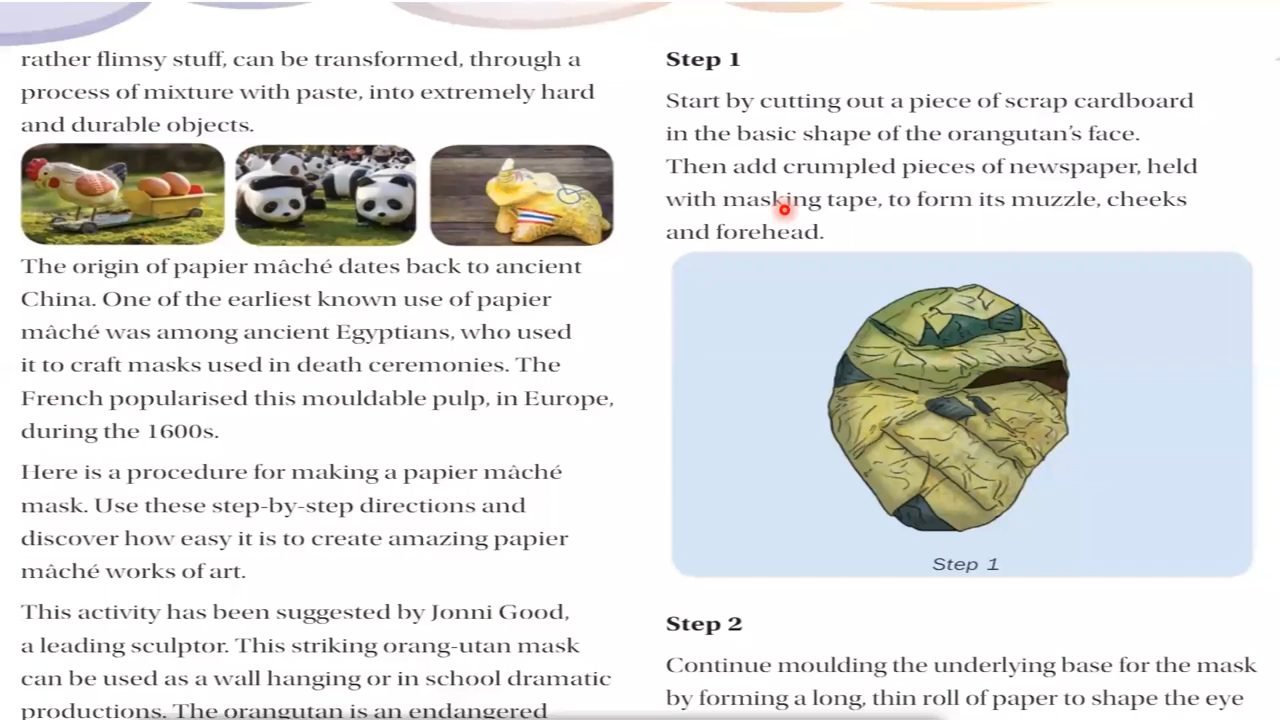 rather flimsy stuff, can be transformed, through a
process of mixture with paste, into extremely hard
and durable objects.
The origin of papier mâché dates back to ancient
China. One of the earliest known use of papier
mâché was among ancient Egyptians, who used
it to craft masks used in death ceremonies. The
French popularised this mouldable pulp, in Europe,
during the 1600s.
Here is a procedure for making a papier mâché
mask. Use these step-by-step directions and
discover how easy it is to create amazing papier
mâché works of art.
This activity has been suggested by Jonni Good,
a leading sculptor. This striking orang-utan mask
can be used as a wall hanging or in school dramatic
productions. The orangutan is an endangered
Step 1
Start by cutting out a piece of scrap cardboard
in the basic shape of the orangutan's face.
Then add crumpled pieces of newspaper, held
with masking tape, to form its muzzle, cheeks
and forehead.
Step 1
Step 2
Continue moulding the underlying base for the mask
by forming a long, thin roll of paper to shape the eye